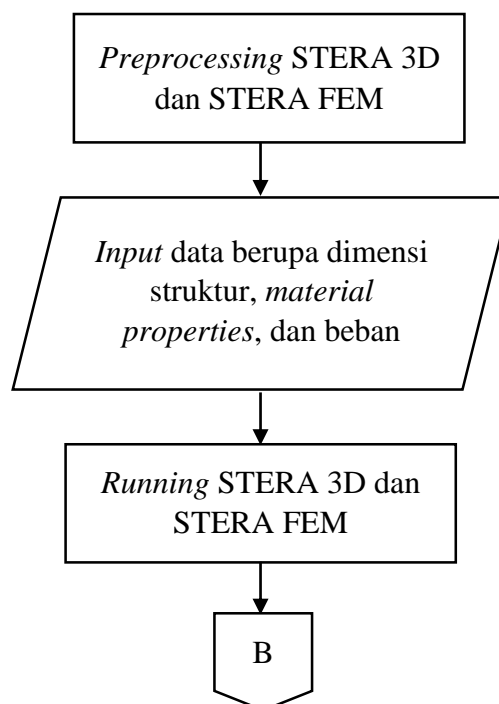 Preprocessing STERA 3D
dan STERA FEM
Input data berupa dimensi
struktur, material
properties, dan beban
Running STERA 3D dan
STERA FEM
B